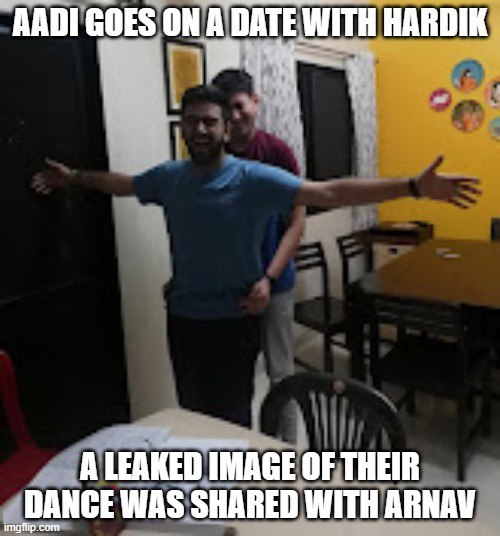 AADI GOES ON A DATE WITH HARDIK
A LEAKED IMAGE OF THEIR
DANCE WAS SHARED WITH ARNAV
imgflip.com